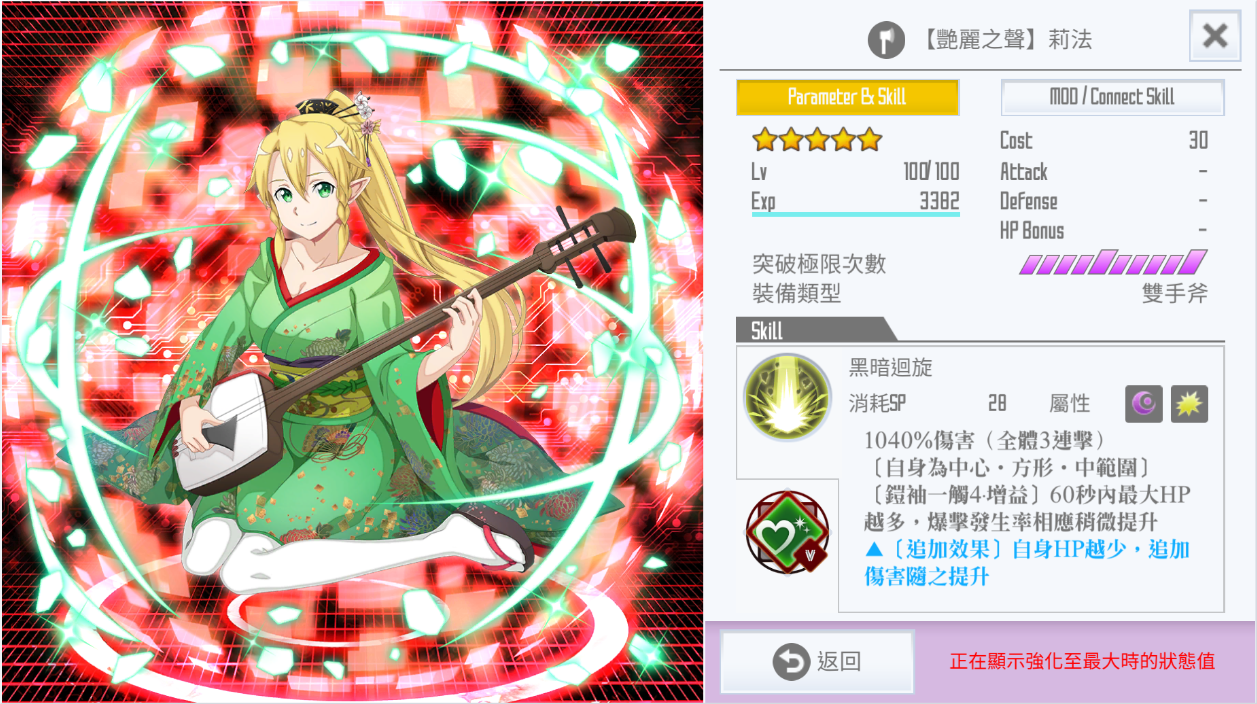 【艷麗之聲】莉法
Parameter & Skill
MOD / Connect Skill
Lv 100/100
Exp 3382
Cost 30
Attack -
Defense -
HP Bonus -
突破極限次數
裝備類型 雙手斧
Skill
黑暗迴旋
消耗SP 28 屬性
1040%傷害（全體3連擊）
〔自身為中心・方形・中範圍〕
〔鎧袖一觸4·增益〕60秒內最大HP
越多，爆擊發生率相應稍微提升
▲〔追加效果〕自身HP越少，追加
傷害隨之提升
V
返回
正在顯示強化至最大時的狀態值